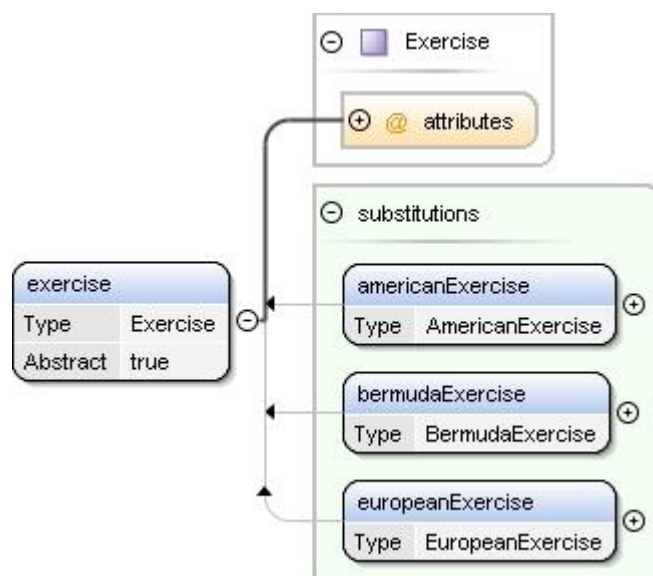 Exercise
@ attributes
substitutions
exercise
Type Exercise
Abstract true
americanExercise
Type AmericanExercise
bermudaExercise
Type BermudaExercise
europeanExercise
Type EuropeanExercise